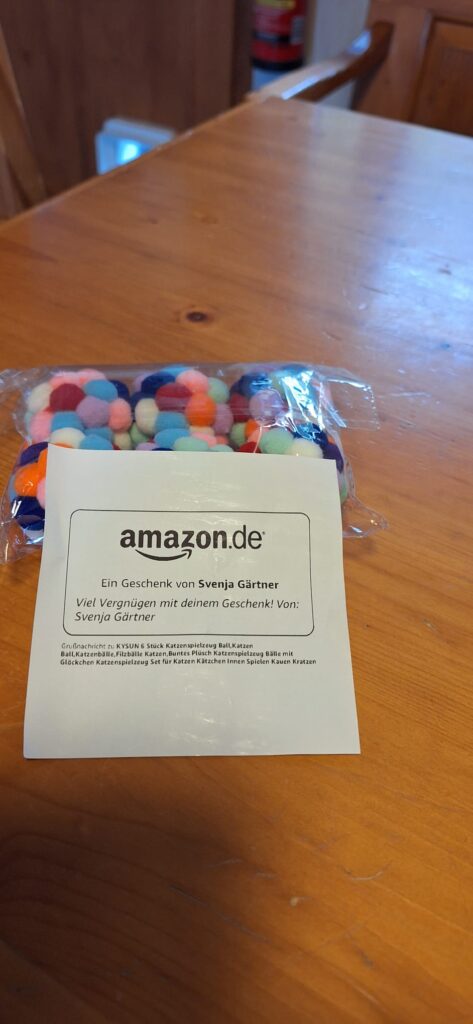 amazon.de
Ein Geschenk von Svenja Gärtner
Viel Vergnügen mit deinem Geschenk! Von:
Svenja Gärtner
Grußnachricht zu KYSUN 6 Stück Katzenspielzeug Ball,Katzen
Ball,Katzenbälle,Filzbälle Katzen,Buntes Plüsch Katzenspielzeug Bälle mit
Glöckchen Katzenspielzeug Set für Katzen Kätzchen Innen Spielen Kauen Kratzen